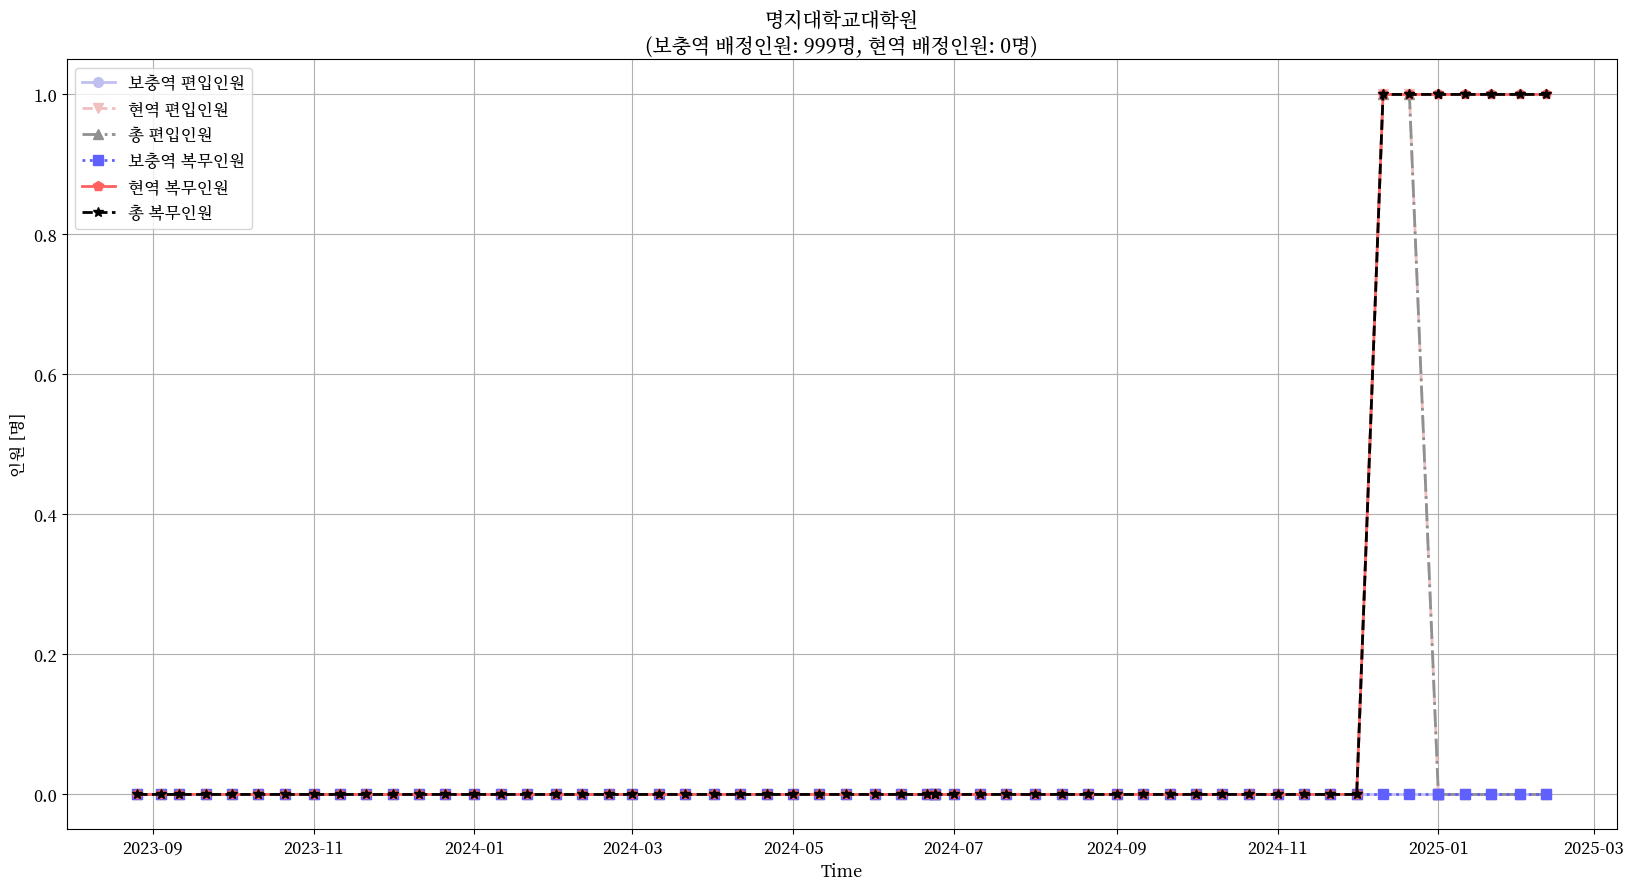 명지대학교대학원
(보충역 배정인원: 999명, 현역 배정인원: 0명)
보충역 편입인원
현역 편입인원
총 편입인원
보충역 복무인원
현역 복무인원
총 복무인원
1.0
0.8
0.6
0.4
0.2
0.0
인원 [명]
2023-09
2023-11
2024-01
2024-03
2024-05
2024-07
2024-09
2024-11
2025-01
2025-03
Time